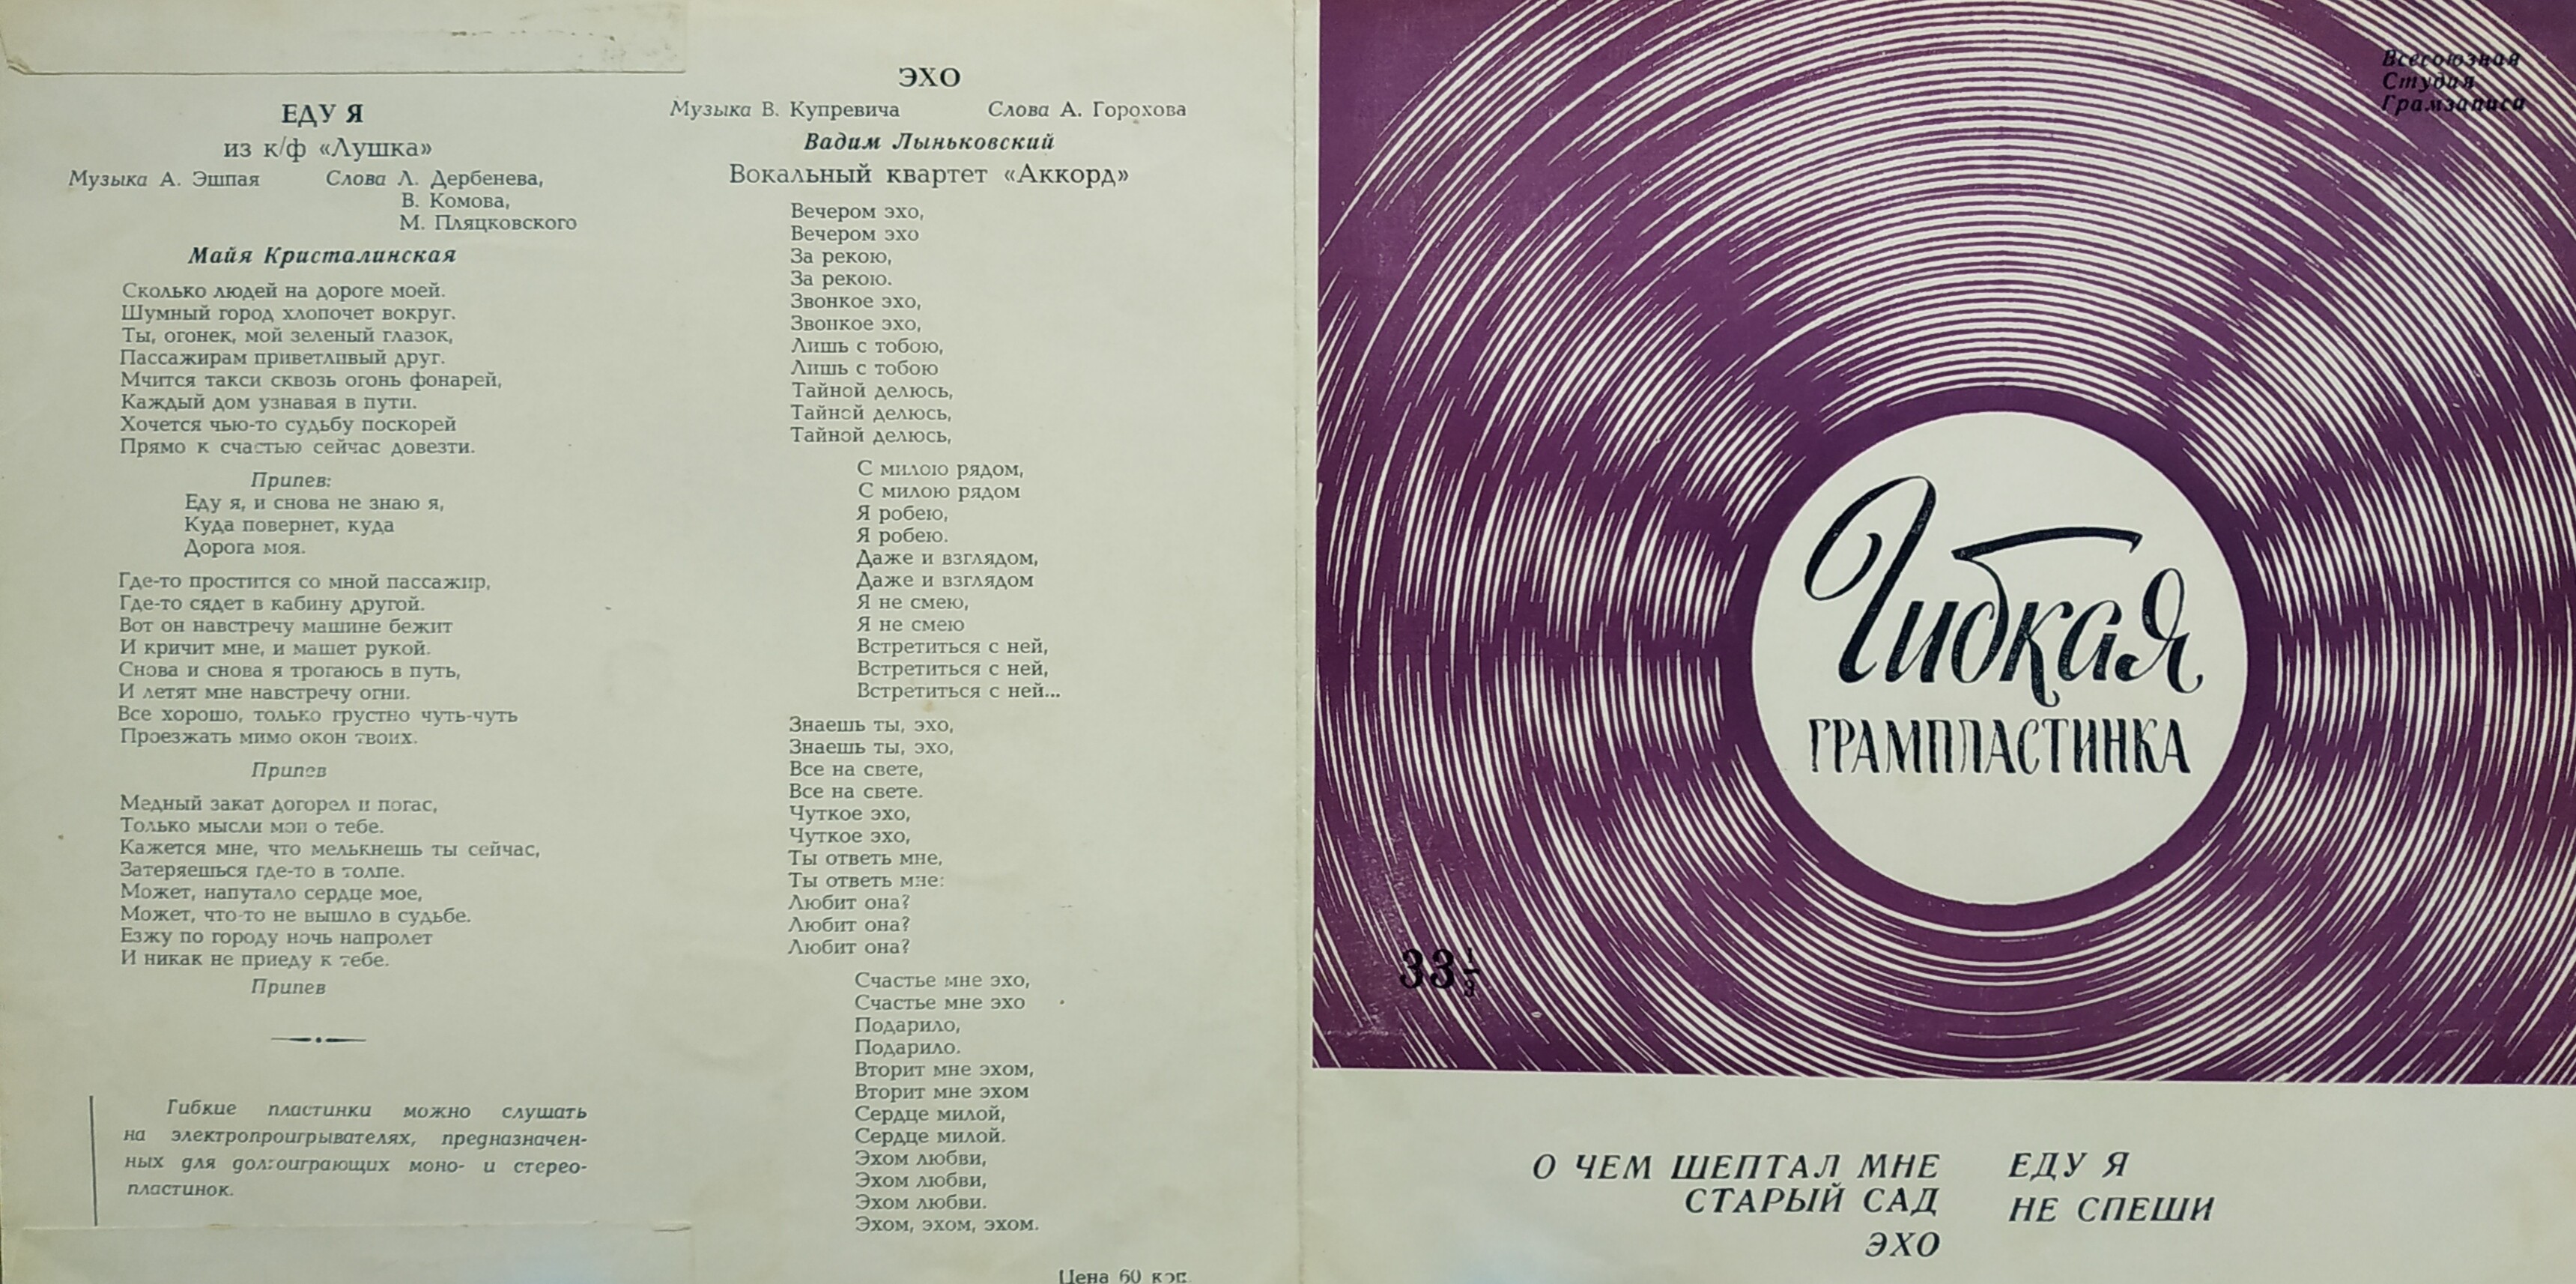 ЕДУ Я
из к/ф «Лушка»
Музыка А. Эшпая Слова Л. Дербенева,
В. Комова,
М. Пляцковского
Майя Кристалинская
Сколько людей на дороге моей.
Шумный город хлопочет вокруг.
Ты, огонек, мой зеленый глазок,
Пассажирам приветливый друг.
Мчится такси сквозь огонь фонарей,
Каждый дом узнавая в пути.
Хочется чью-то судьбу поскорей
Прямо к счастью сейчас довезти.
Припев:
Еду я, и снова не знаю я,
Куда повернет, куда
Дорога моя.
Где-то простится со мной пассажир,
Где-то сядет в кабину другой.
Вот он навстречу машине бежит
И кричит мне, и машет рукой.
Снова и снова я трогаюсь в путь,
И летят мне навстречу огни.
Все хорошо, только грустно чуть-чуть
Проезжать мимо окон твоих.
Припев
Медный закат догорел и погас,
Только мысли мои о тебе.
Кажется мне, что мелькнешь ты сейчас,
Затеряешься где-то в толпе.
Может, напутало сердце мое,
Может, что-то не вышло в судьбе.
Езжу по городу ночь напролет
И никак не приеду к тебе.
Припев
Гибкие пластинки можно слушать
на электропроигрывателях, предназначен-
ных для долгоиграющих моно- и стерео-
пластинок.
ЭХО
Музыка В. Купревича Слова А. Горохова
Вадим Лыньковский
Вокальный квартет «Аккорд»
Вечером эхо,
Вечером эхо
За рекою,
За рекою.
Звонкое эхо,
Звонкое эхо,
Лишь с тобою,
Лишь с тобою
Тайной делюсь,
Тайной делюсь,
Тайной делюсь,
С милою рядом,
С милою рядом
Я робею,
Я робею.
Даже и взглядом,
Даже и взглядом
Я не смею,
Я не смею
Встретиться с ней,
Встретиться с ней,
Встретиться с ней...
Знаешь ты, эхо,
Знаешь ты, эхо,
Все на свете,
Все на свете.
Чуткое эхо,
Чуткое эхо,
Ты ответь мне,
Ты ответь мне:
Любит она?
Любит она?
Любит она?
Счастье мне эхо,
Счастье мне эхо
Подарило,
Подарило.
Вторит мне эхом,
Вторит мне эхом
Сердце милой,
Сердце милой.
Эхом любви,
Эхом любви,
Эхом любви.
Эхом, эхом, эхом.
Цена 60 коп.
Всесоюзная
Студия
Грамзаписи
Гибкая
ГРАМПЛАСТИНКА
33 1/3
О ЧЕМ ШЕПТАЛ МНЕ
СТАРЫЙ САД
ЭХО
ЕДУ Я
НЕ СПЕШИ